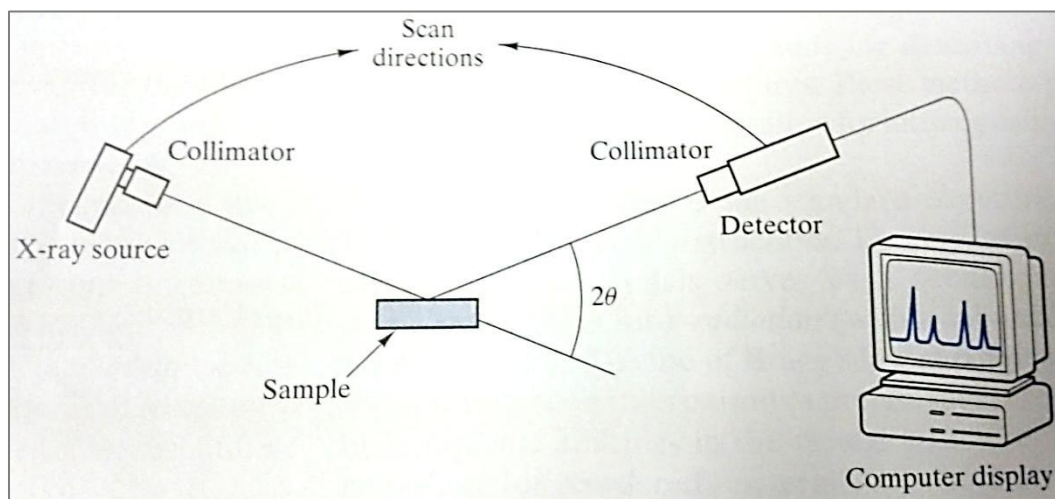 Scan
directions
Collimator
Collimator
Detector
X-ray source
2θ
Sample
Computer display